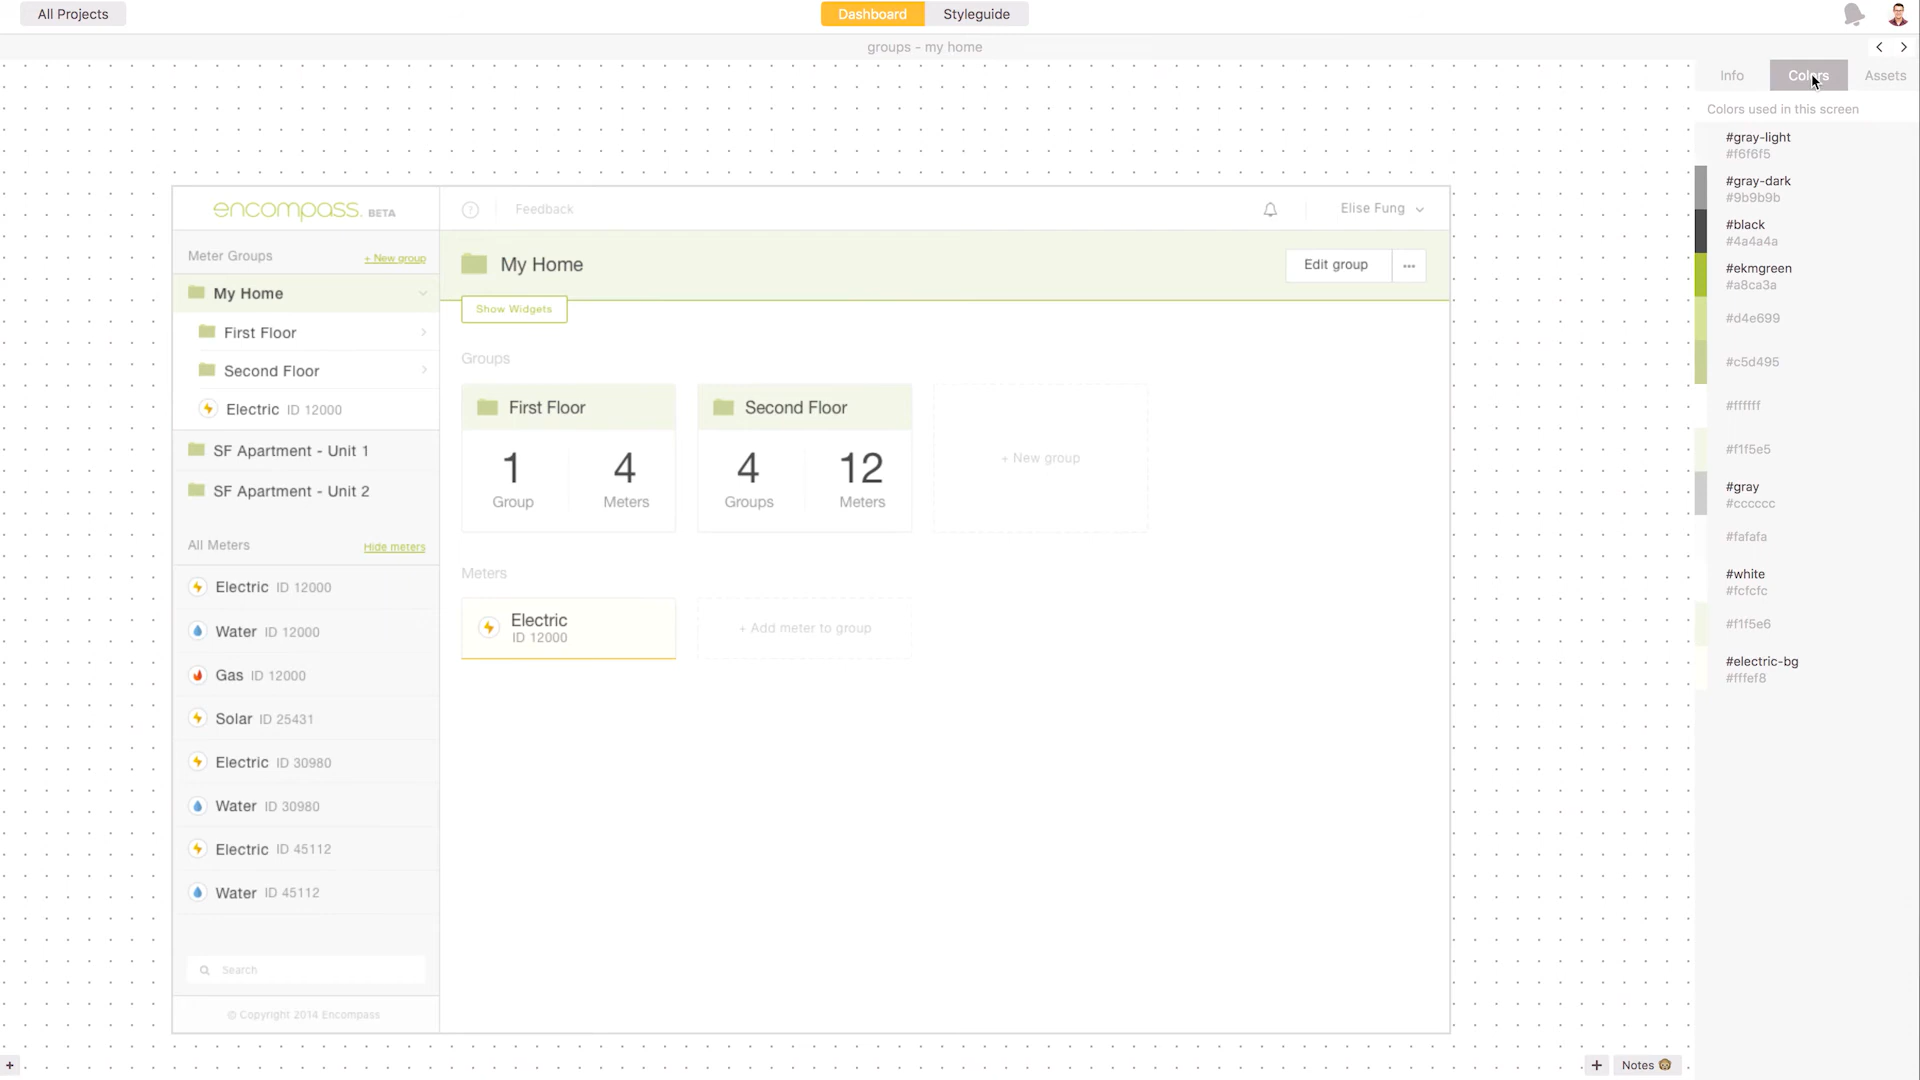 All Projects
Dashboard
Styleguide
groups - my home
Info
Colors
Assets
Colors used in this screen
#gray-light
#f6f6f5
#gray-dark
#9b9b9b
#black
#4a4a4a
#ekmgreen
#a8ca3a
#d4e699
#c5d495
#ffffff
#f1f5e5
#gray
#cccccc
#fafafa
#white
#fcfcfc
#f1f5e6
#electric-bg
#fffef8
encompass. BETA
? Feedback
Elise Fung
Meter Groups
+ New group
My Home
First Floor
Second Floor
Electric ID 12000
SF Apartment - Unit 1
SF Apartment - Unit 2
All Meters
Hide meters
Electric ID 12000
Water ID 12000
Gas ID 12000
Solar ID 25431
Electric ID 30980
Water ID 30980
Electric ID 45112
Water ID 45112
Search
© Copyright 2014 Encompass
My Home
Edit group
...
Show Widgets
Groups
First Floor
1
Group
4
Meters
Second Floor
4
Groups
12
Meters
+ New group
Meters
Electric
ID 12000
+ Add meter to group
+
+
Notes